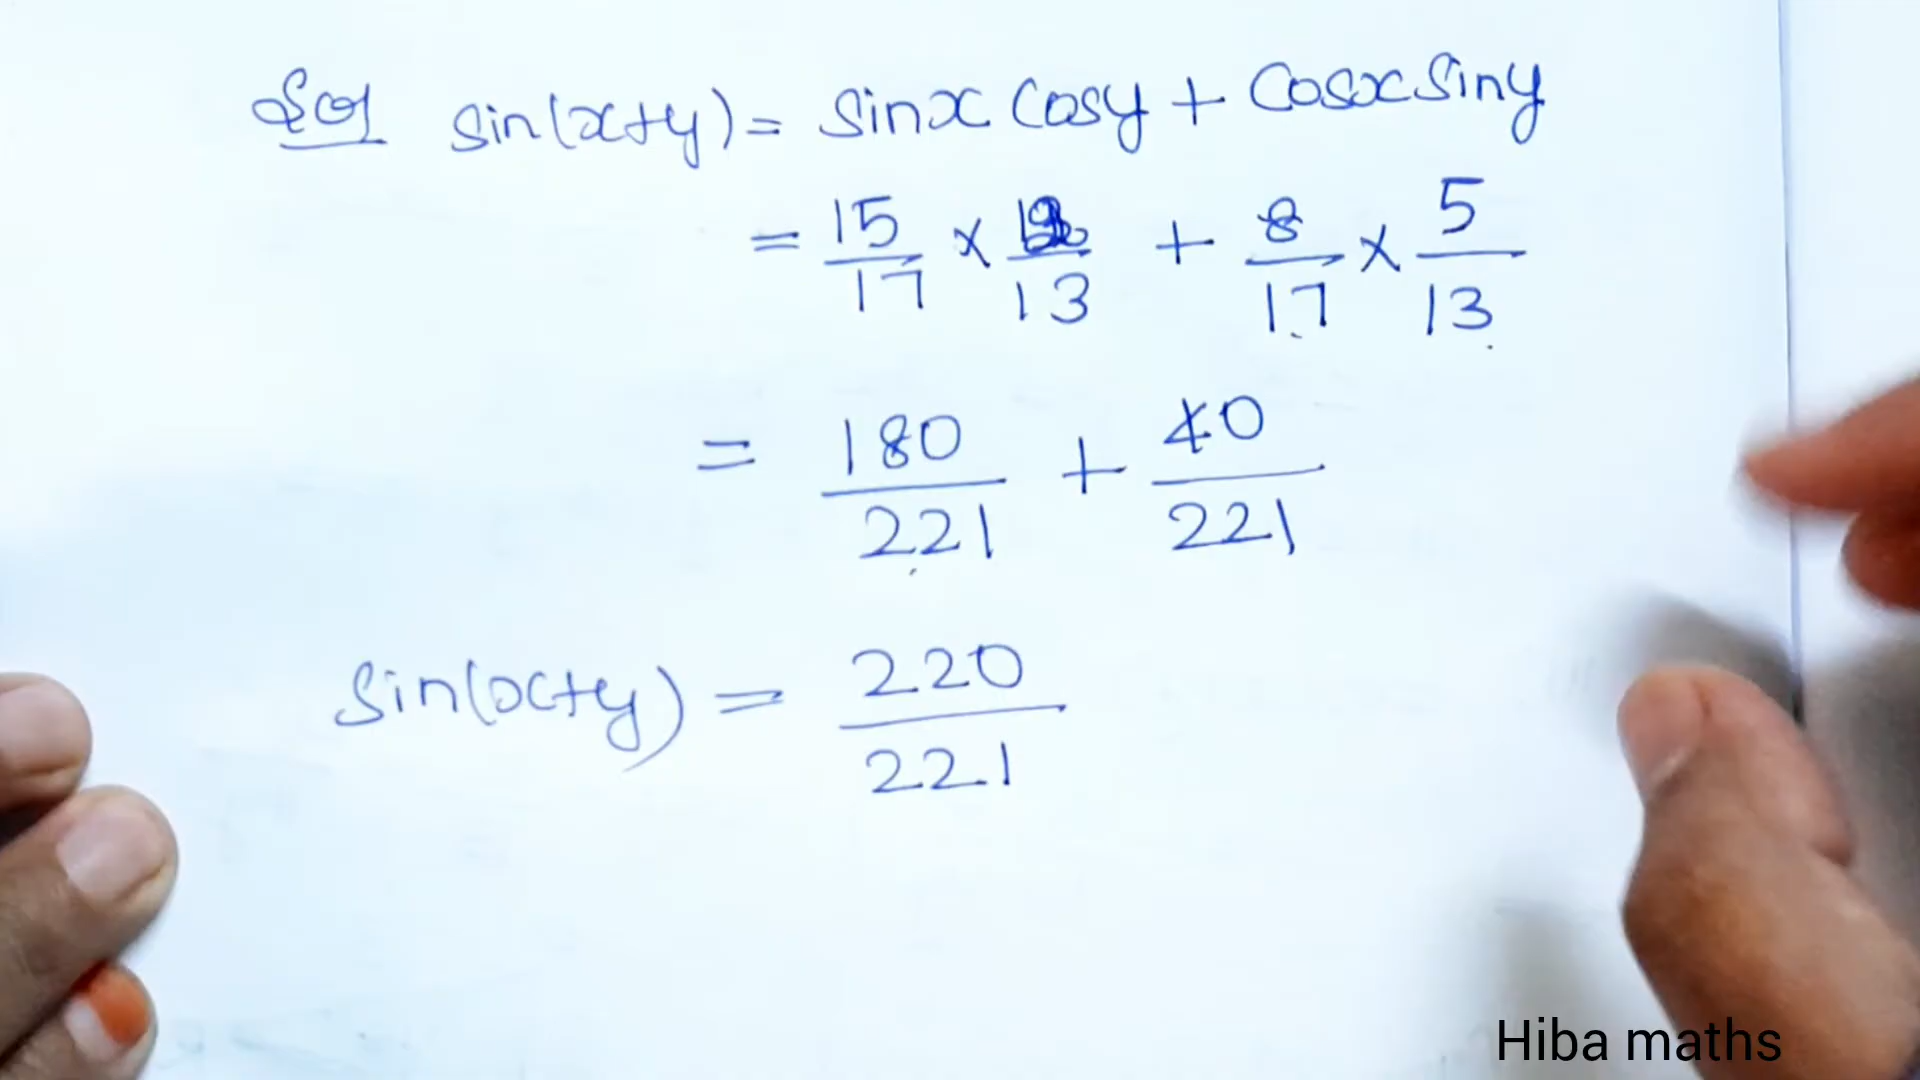 Sol sin(x+y) = sinx cosy + cosx siny
= 15/17 × 12/13 + 8/17 × 5/13
= 180/221 + 40/221
sin(x+y) = 220/221
Hiba maths